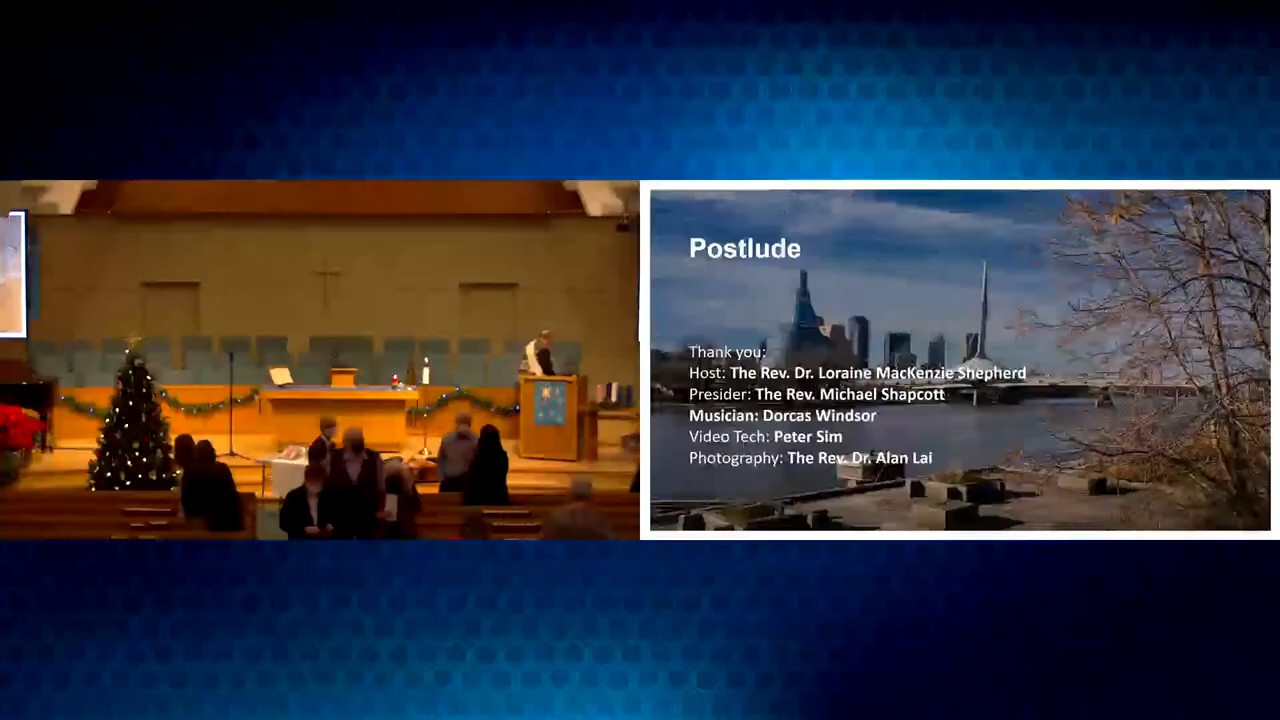 Postlude
Thank you:
Host: The Rev. Dr. Loraine MacKenzie Shepherd
Presider: The Rev. Michael Shapcott
Musician: Dorcas Windsor
Video Tech: Peter Sim
Photography: The Rev. Dr. Alan Lai